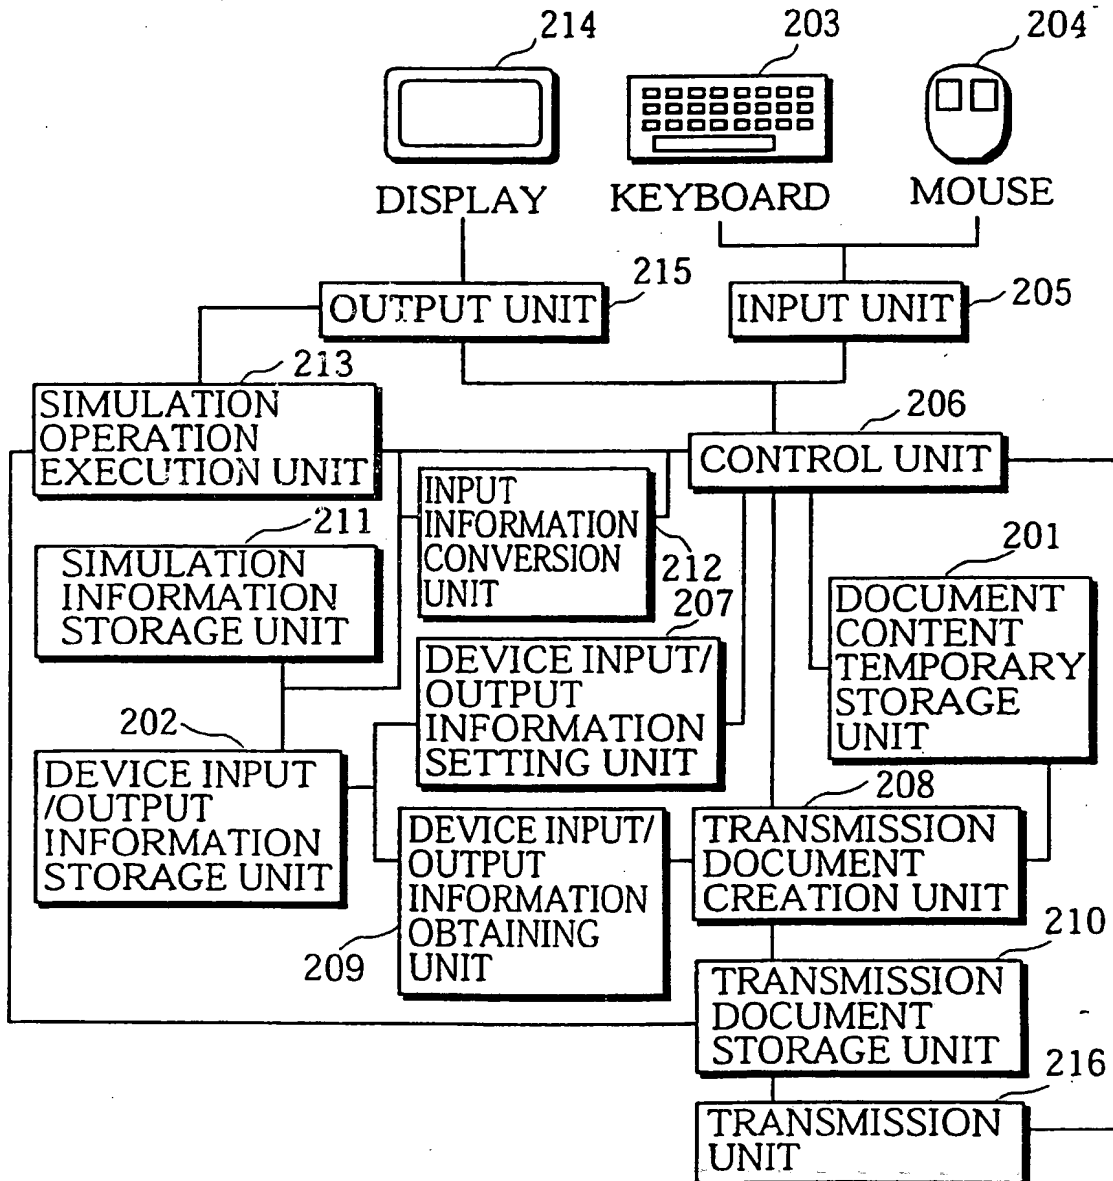 214
203
204
DISPLAY
KEYBOARD
MOUSE
215
205
OUTPUT UNIT
INPUT UNIT
213
206
SIMULATION
OPERATION
EXECUTION UNIT
CONTROL UNIT
INPUT
INFORMATION
CONVERSION
UNIT
211
212
201
SIMULATION
INFORMATION
STORAGE UNIT
207
DOCUMENT
CONTENT
TEMPORARY
STORAGE
UNIT
DEVICE INPUT/
OUTPUT
INFORMATION
SETTING UNIT
202
DEVICE INPUT
/OUTPUT
INFORMATION
STORAGE UNIT
208
DEVICE INPUT/
OUTPUT
INFORMATION
OBTAINING
UNIT
TRANSMISSION
DOCUMENT
CREATION UNIT
209
210
TRANSMISSION
DOCUMENT
STORAGE UNIT
216
TRANSMISSION
UNIT